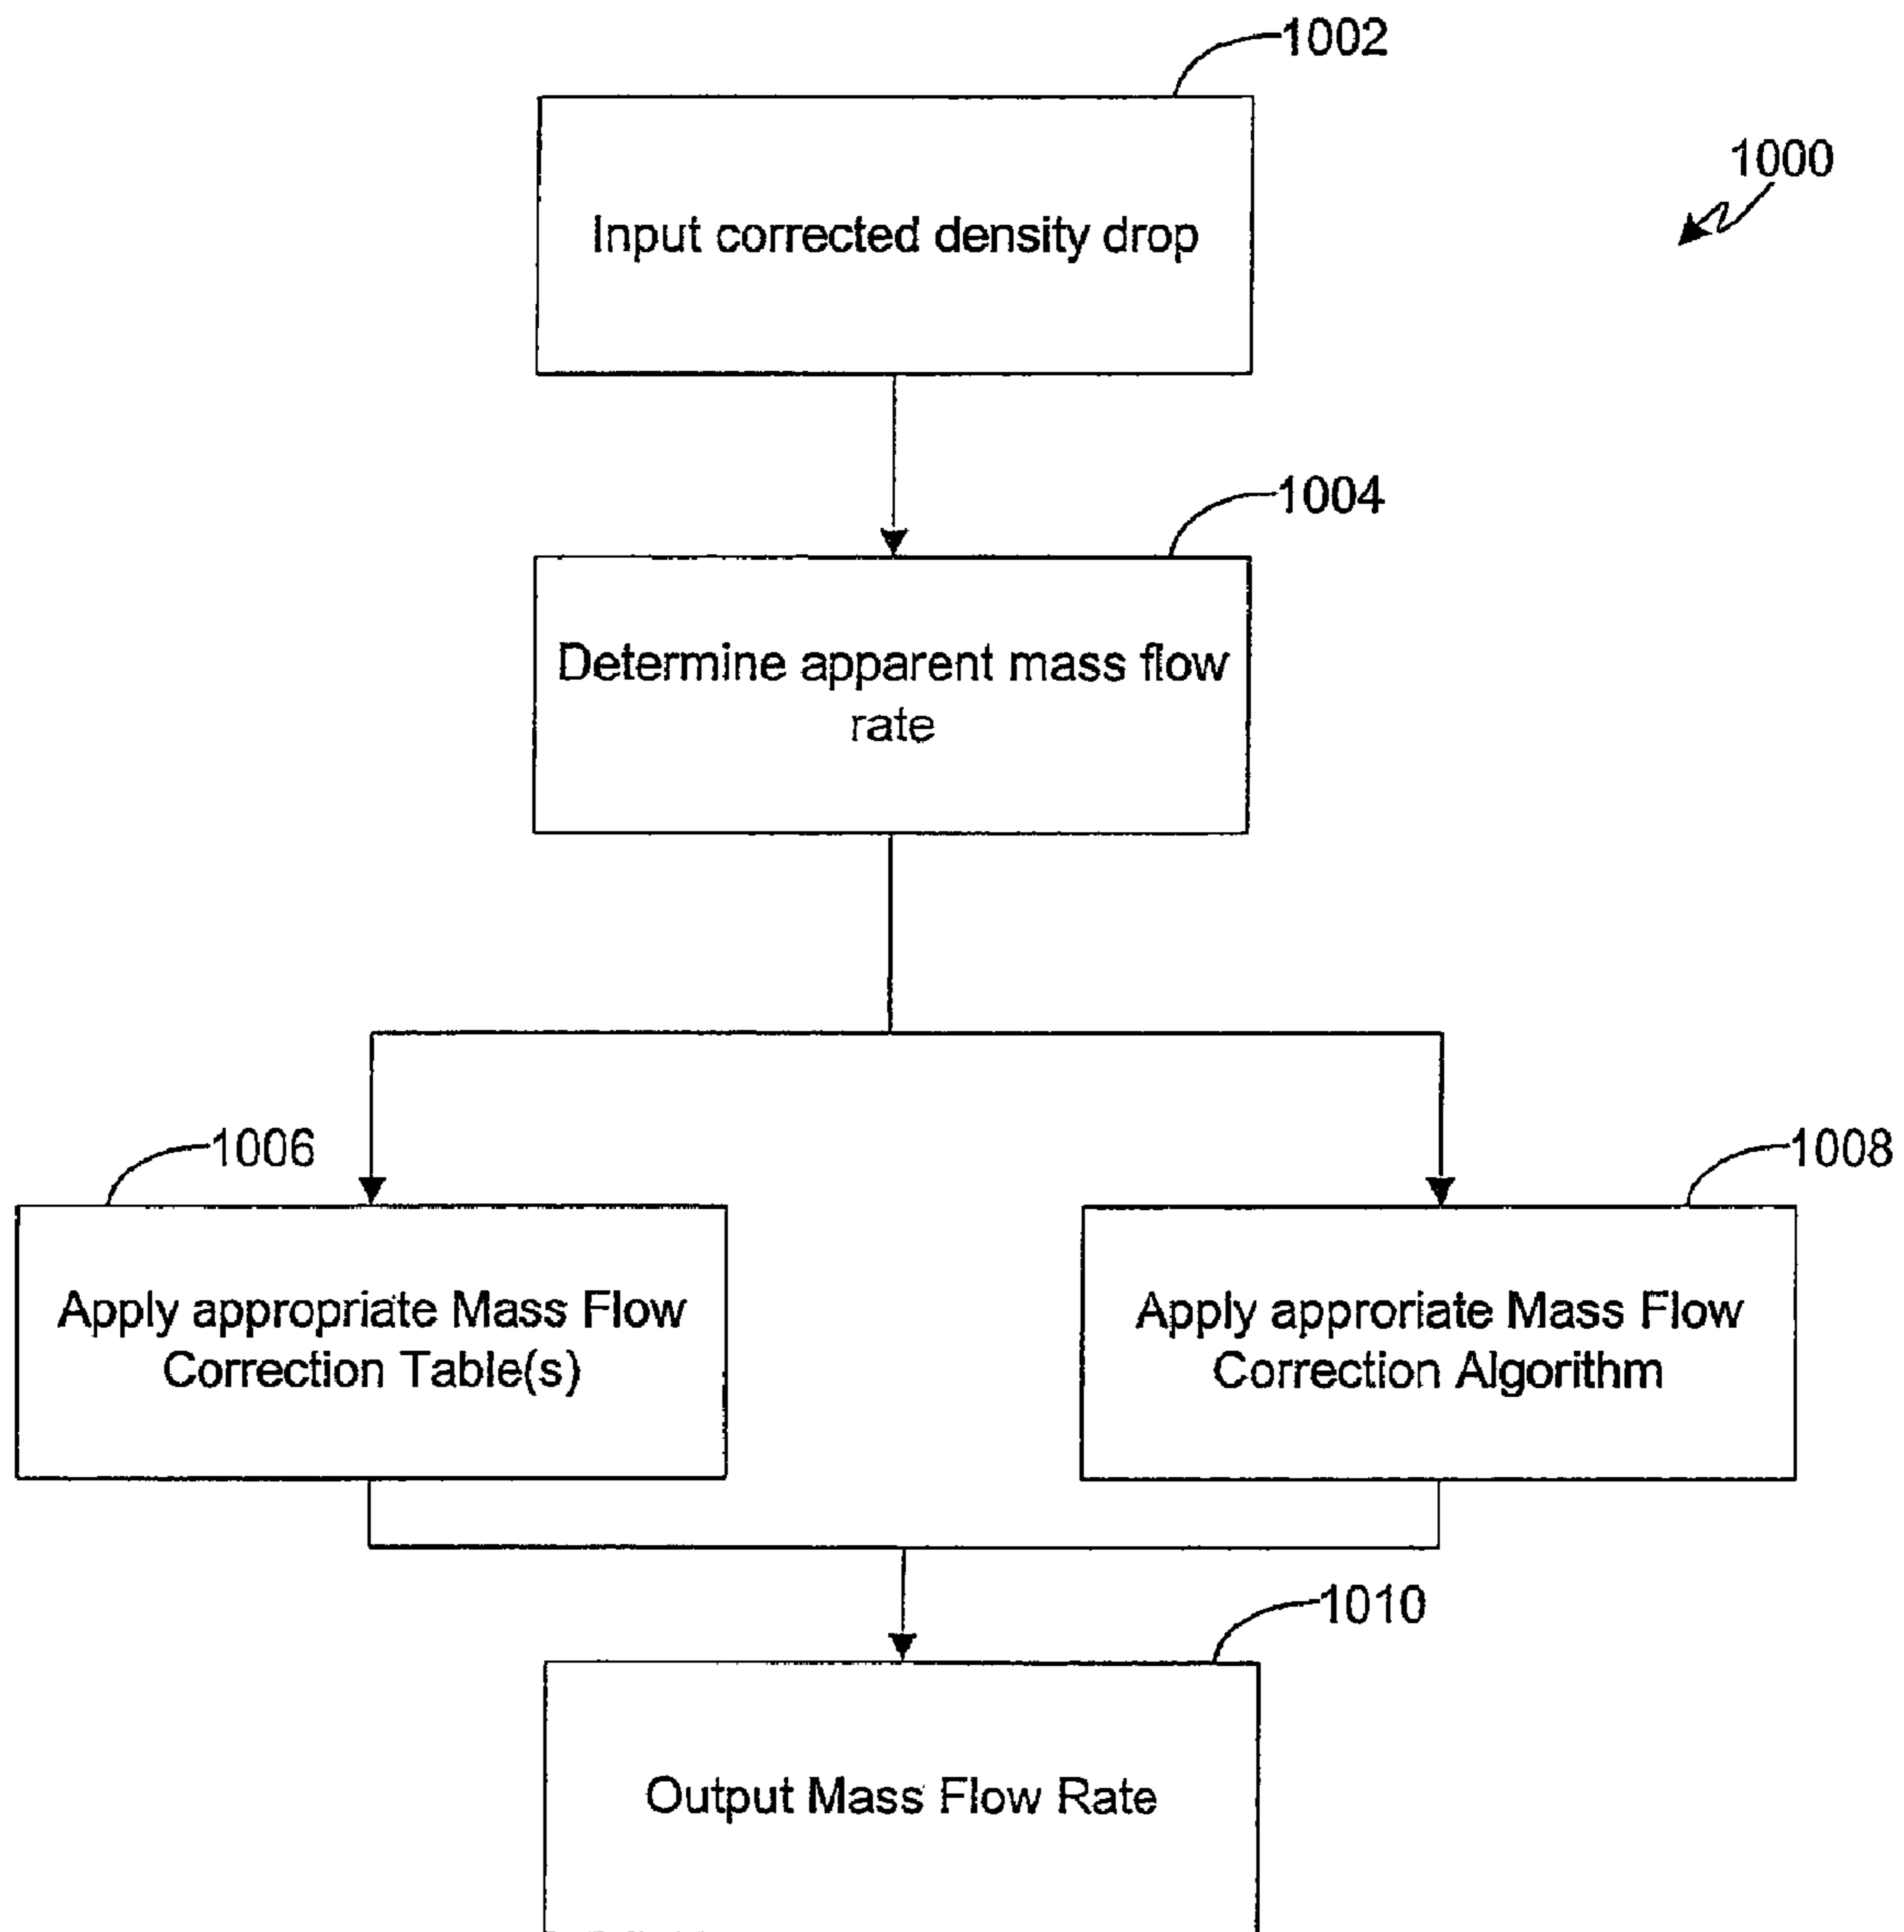 1002
1000
Input corrected density drop
1004
Determine apparent mass flow
rate
1006
1008
Apply appropriate Mass Flow
Correction Table(s)
Apply approriate Mass Flow
Correction Algorithm
1010
Output Mass Flow Rate